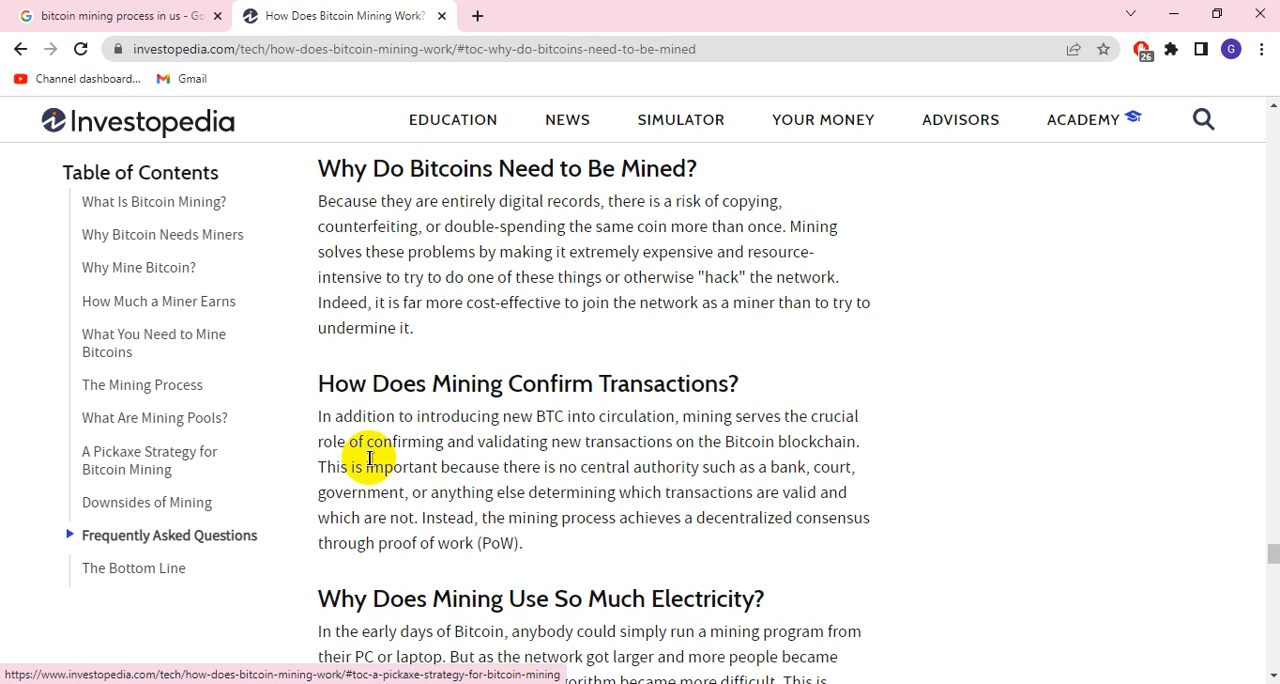 bitcoin mining process in us - Go
How Does Bitcoin Mining Work?
investopedia.com/tech/how-does-bitcoin-mining-work/#toc-why-do-bitcoins-need-to-be-mined
26
G
Channel dashboard...
Gmail
Investopedia
EDUCATION
NEWS
SIMULATOR
YOUR MONEY
ADVISORS
ACADEMY
Table of Contents
What Is Bitcoin Mining?
Why Bitcoin Needs Miners
Why Mine Bitcoin?
How Much a Miner Earns
What You Need to Mine
Bitcoins
The Mining Process
What Are Mining Pools?
A Pickaxe Strategy for
Bitcoin Mining
Downsides of Mining
Frequently Asked Questions
The Bottom Line
Why Do Bitcoins Need to Be Mined?
Because they are entirely digital records, there is a risk of copying,
counterfeiting, or double-spending the same coin more than once. Mining
solves these problems by making it extremely expensive and resource-
intensive to try to do one of these things or otherwise "hack" the network.
Indeed, it is far more cost-effective to join the network as a miner than to try to
undermine it.
How Does Mining Confirm Transactions?
In addition to introducing new BTC into circulation, mining serves the crucial
role of confirming and validating new transactions on the Bitcoin blockchain.
This is important because there is no central authority such as a bank, court,
government, or anything else determining which transactions are valid and
which are not. Instead, the mining process achieves a decentralized consensus
through proof of work (PoW).
Why Does Mining Use So Much Electricity?
In the early days of Bitcoin, anybody could simply run a mining program from
their PC or laptop. But as the network got larger and more people became
became more difficult. This is
https://www.investopedia.com/tech/how-does-bitcoin-mining-work/#toc-a-pickaxe-strategy-for-bitcoin-mining